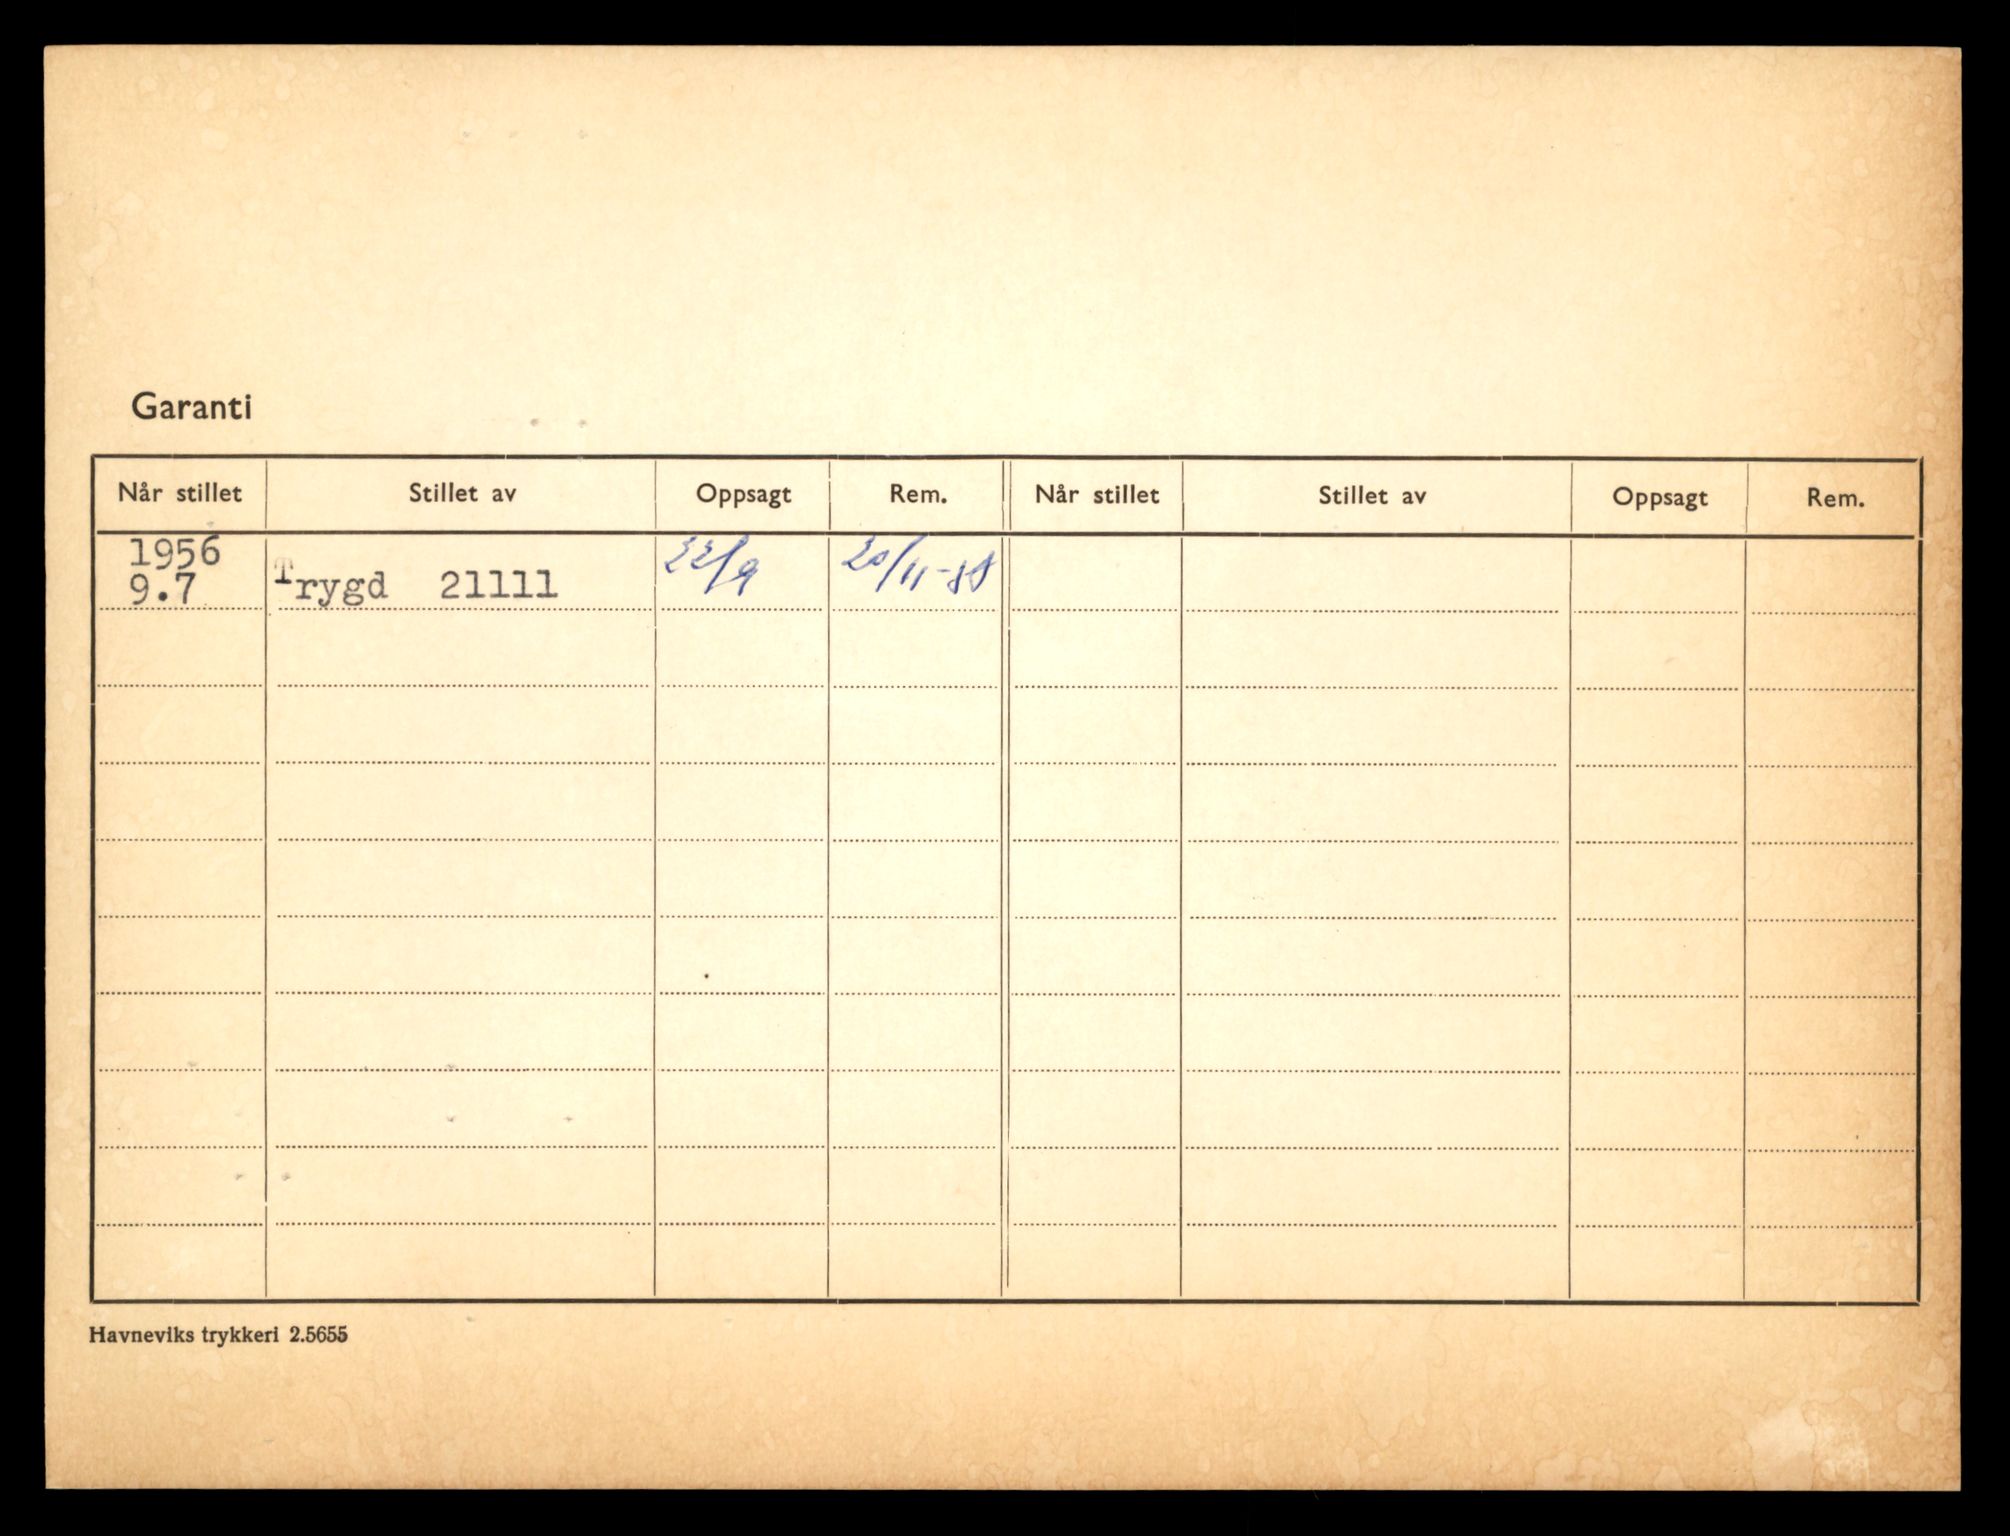 Garanti
Når stillet Stillet av Oppsagt Rem. Når stillet Stillet av Oppsagt Rem.
1956
9.7 Trygd 21111 22/9 20/11-58
Havneviks trykkeri 2.5655